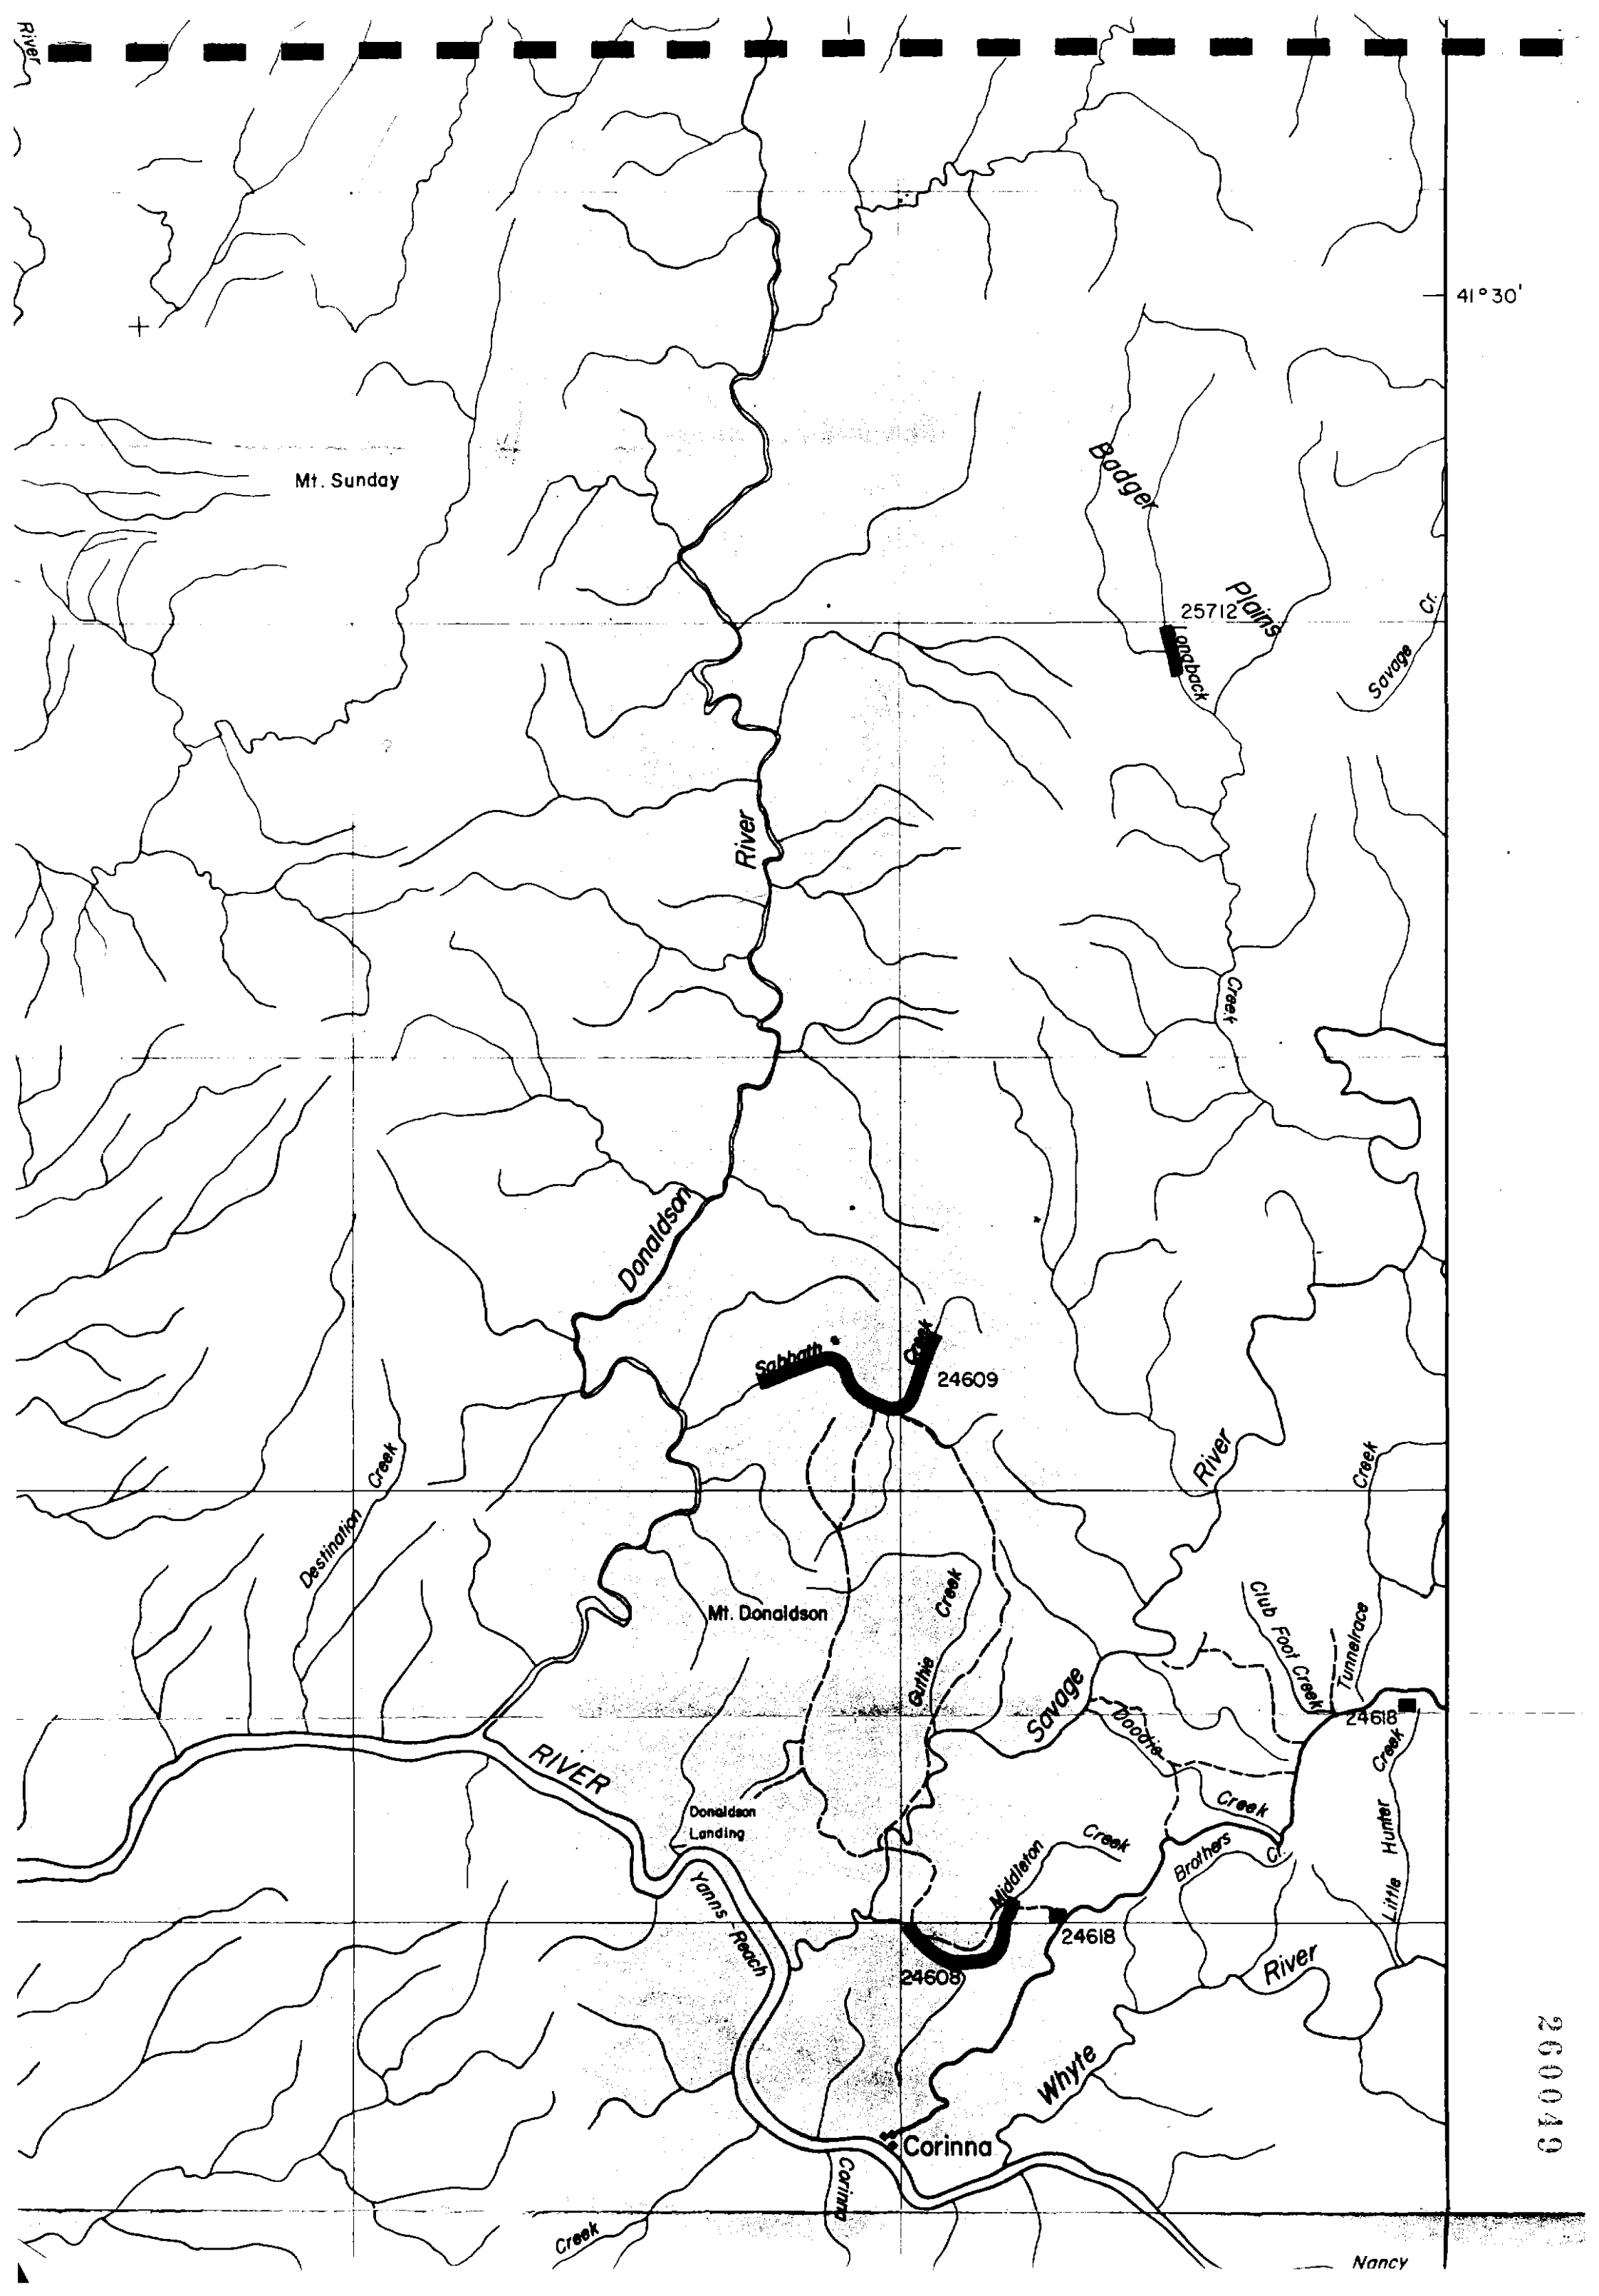 River
41°30'
Mt. Sunday
Badger
Plains
25712
Longback
Savage Cr.
River
Creek
Donaldson
Sabbath Creek
24609
River
Creek
Destination Creek
Mt. Donaldson
Creek
Guthie
Club Foot Creek
Tunnelrace
Savage
Doodie
24618
Creek
RIVER
Donaldson
Landing
Creek
Hunter
Little
Brothers Cr.
Middleton Creek
Yanns Reach
24618
24608
River
Whyte
260049
Corinna
Corinna
Creek
Nancy